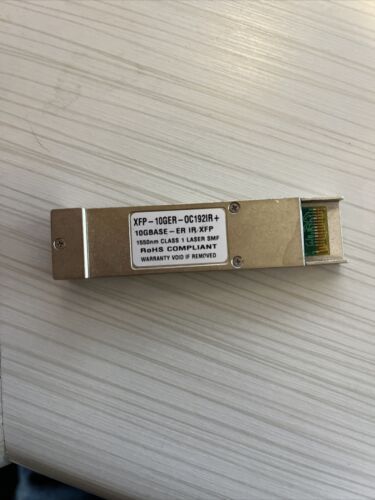 XFP-10GER-OC192IR+
10GBASE-ER IR XFP
1550nm CLASS 1 LASER SMF
RoHS COMPLIANT
WARRANTY VOID IF REMOVED